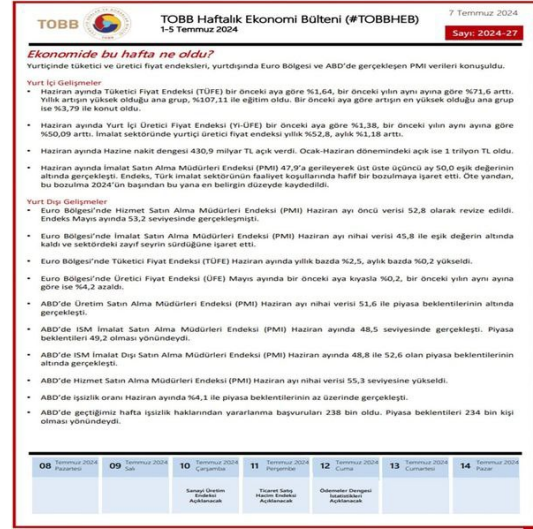 7 Temmuz 2024
TOBB
TOBB Haftalık Ekonomi Bülteni (#TOBBHEB)
1-5 Temmuz 2024
Sayı: 2024-27
Ekonomide bu hafta ne oldu?
Yurtiçinde tüketici ve üretici fiyat endeksleri, yurtdışında Euro Bölgesi ve ABD'de gerçekleşen PMI verileri konuşuldu.
Yurt İçi Gelişmeler
• Haziran ayında Tüketici Fiyat Endeksi (TÜFE) bir önceki aya göre %1,64, bir önceki yılın aynı ayına göre %71,6 arttı.
Yıllık artışın yüksek olduğu ana grup, %107,11 ile eğitim oldu. Bir önceki aya göre artışın en yüksek olduğu ana grup
ise %3,79 ile konut oldu.
• Haziran ayında Yurt İçi Üretici Fiyat Endeksi (Yi-ÜFE) bir önceki aya göre %1,38, bir önceki yılın aynı ayına göre
%50,09 arttı. İmalat sektöründe yurtiçi üretici fiyat endeksi yıllık %52,8, aylık %1,18 arttı.
• Haziran ayında Hazine nakit dengesi 430,9 milyar TL açık verdi. Ocak-Haziran dönemindeki açık ise 1 trilyon TL oldu.
• Haziran ayında İmalat Satın Alma Müdürleri Endeksi (PMI) 47,9'a gerileyerek üst üste üçüncü ay 50,0 eşik değerinin
altında gerçekleşti. Endeks, Türk imalat sektörünün faaliyet koşullarında hafif bir bozulmaya işaret etti. Öte yandan,
bu bozulma 2024'ün başından bu yana en belirgin düzeyde kaydedildi.
Yurt Dışı Gelişmeler
• Euro Bölgesi'nde Hizmet Satın Alma Müdürleri Endeksi (PMI) Haziran ayı öncü verisi 52,8 olarak revize edildi.
Endeks Mayıs ayında 53,2 seviyesinde gerçekleşmişti.
• Euro Bölgesi'nde İmalat Satın Alma Müdürleri Endeksi (PMI) Haziran ayı nihai verisi 45,8 ile eşik değerin altında
kaldı ve sektördeki zayıf seyrin sürdüğüne işaret etti.
• Euro Bölgesi'nde Tüketici Fiyat Endeksi (TÜFE) Haziran ayında yıllık bazda %2,5, aylık bazda %0,2 yükseldi.
• Euro Bölgesi'nde Üretici Fiyat Endeksi (ÜFE) Mayıs ayında bir önceki aya kıyasla %0,2, bir önceki yılın aynı ayına
göre ise %4,2 azaldı.
• ABD'de Üretim Satın Alma Müdürleri Endeksi (PMI) Haziran ayı nihai verisi 51,6 ile piyasa beklentilerinin altında
gerçekleşti.
• ABD'de ISM İmalat Satın Alma Müdürleri Endeksi (PMI) Haziran ayında 48,5 seviyesinde gerçekleşti. Piyasa
beklentileri 49,2 olması yönündeydi.
• ABD'de ISM İmalat Dışı Satın Alma Müdürleri Endeksi (PMI) Haziran ayında 48,8 ile 52,6 olan piyasa beklentilerinin
altında gerçekleşti.
• ABD'de Hizmet Satın Alma Müdürleri Endeksi (PMI) Haziran ayı nihai verisi 55,3 seviyesine yükseldi.
• ABD'de işsizlik oranı Haziran ayında %4,1 ile piyasa beklentilerinin az üzerinde gerçekleşti.
• ABD'de geçtiğimiz hafta işsizlik haklarından yararlanma başvuruları 238 bin oldu. Piyasa beklentileri 234 bin kişi
olması yönündeydi.
08 Temmuz 2024 Pazartesi
09 Temmuz 2024 Salı
10 Temmuz 2024 Çarşamba
11 Temmuz 2024 Perşembe
12 Temmuz 2024 Cuma
13 Temmuz 2024 Cumartesi
14 Temmuz 2024 Pazar
Sanayi Üretim
Endeksi
Açıklanacak
Ticaret Satış
Hacim Endeksi
Açıklanacak
Ödemeler Dengesi
İstatistikleri
Açıklanacak